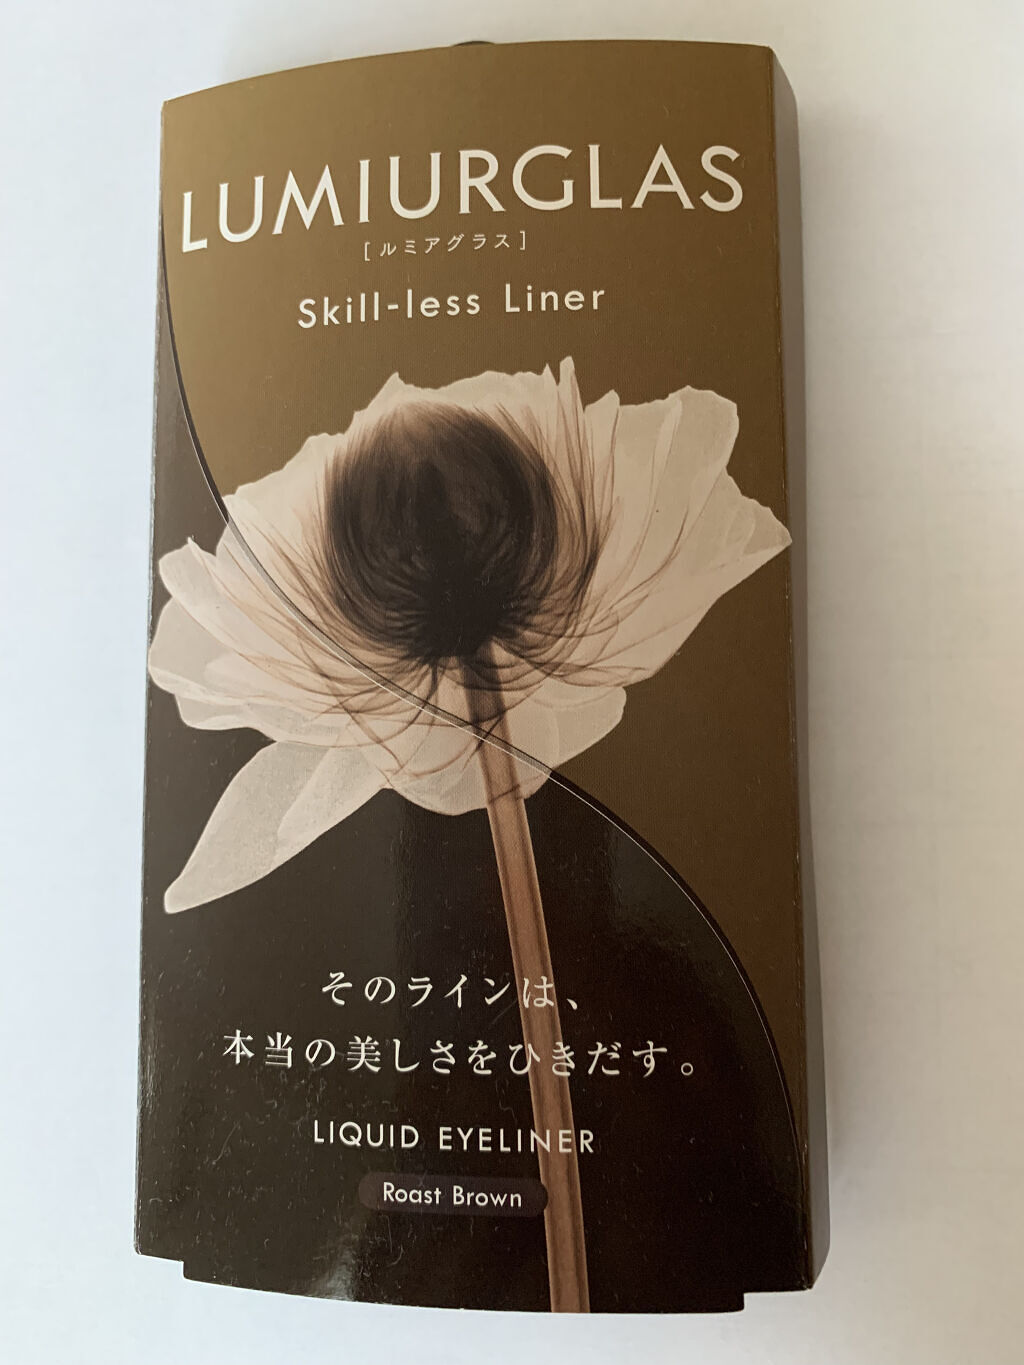 LUMIURGLAS
[ルミアグラス]
Skill-less Liner
そのラインは、
本当の美しさをひきだす。
LIQUID EYELINER
Roast Brown